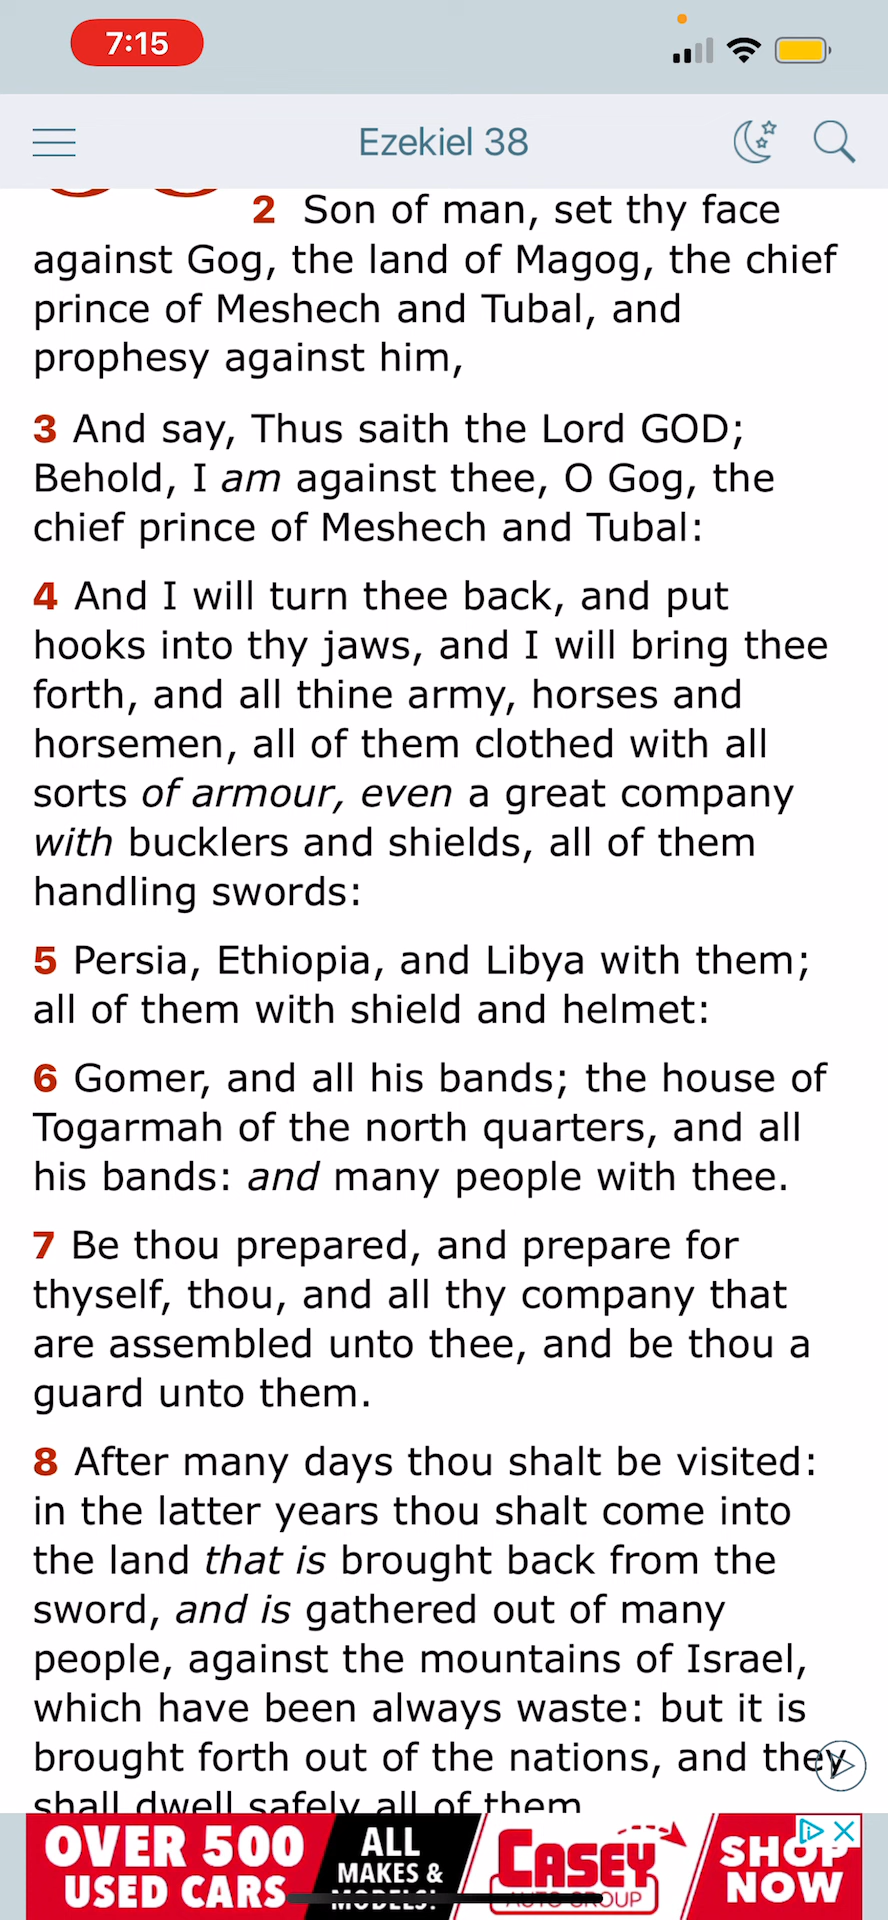 7:15
Ezekiel 38
2 Son of man, set thy face
against Gog, the land of Magog, the chief
prince of Meshech and Tubal, and
prophesy against him,
3 And say, Thus saith the Lord GOD;
Behold, I am against thee, O Gog, the
chief prince of Meshech and Tubal:
4 And I will turn thee back, and put
hooks into thy jaws, and I will bring thee
forth, and all thine army, horses and
horsemen, all of them clothed with all
sorts of armour, even a great company
with bucklers and shields, all of them
handling swords:
5 Persia, Ethiopia, and Libya with them;
all of them with shield and helmet:
6 Gomer, and all his bands; the house of
Togarmah of the north quarters, and all
his bands: and many people with thee.
7 Be thou prepared, and prepare for
thyself, thou, and all thy company that
are assembled unto thee, and be thou a
guard unto them.
8 After many days thou shalt be visited:
in the latter years thou shalt come into
the land that is brought back from the
sword, and is gathered out of many
people, against the mountains of Israel,
which have been always waste: but it is
brought forth out of the nations, and they
shall dwell safely all of them
OVER 500
USED CARS
ALL
MAKES &
MODELS!
CASEY
AUTO GROUP
SHOP
NOW